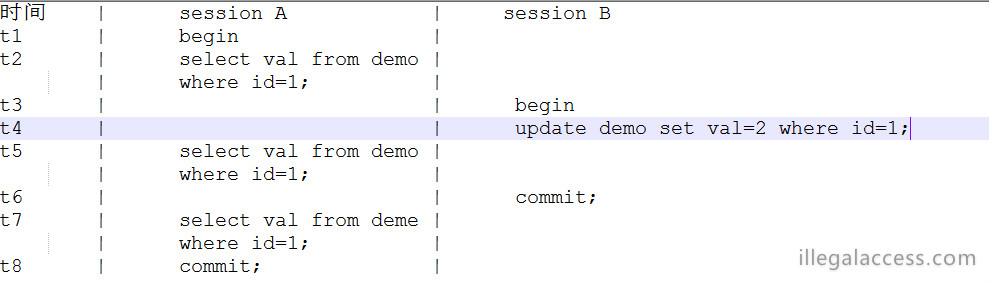 时间 | session A | session B
t1 | begin |
t2 | select val from demo |
| where id=1; |
t3 | | begin
t4 | | update demo set val=2 where id=1;
t5 | select val from demo |
| where id=1; |
t6 | | commit;
t7 | select val from deme |
| where id=1; |
t8 | commit; |
illegalaccess.com